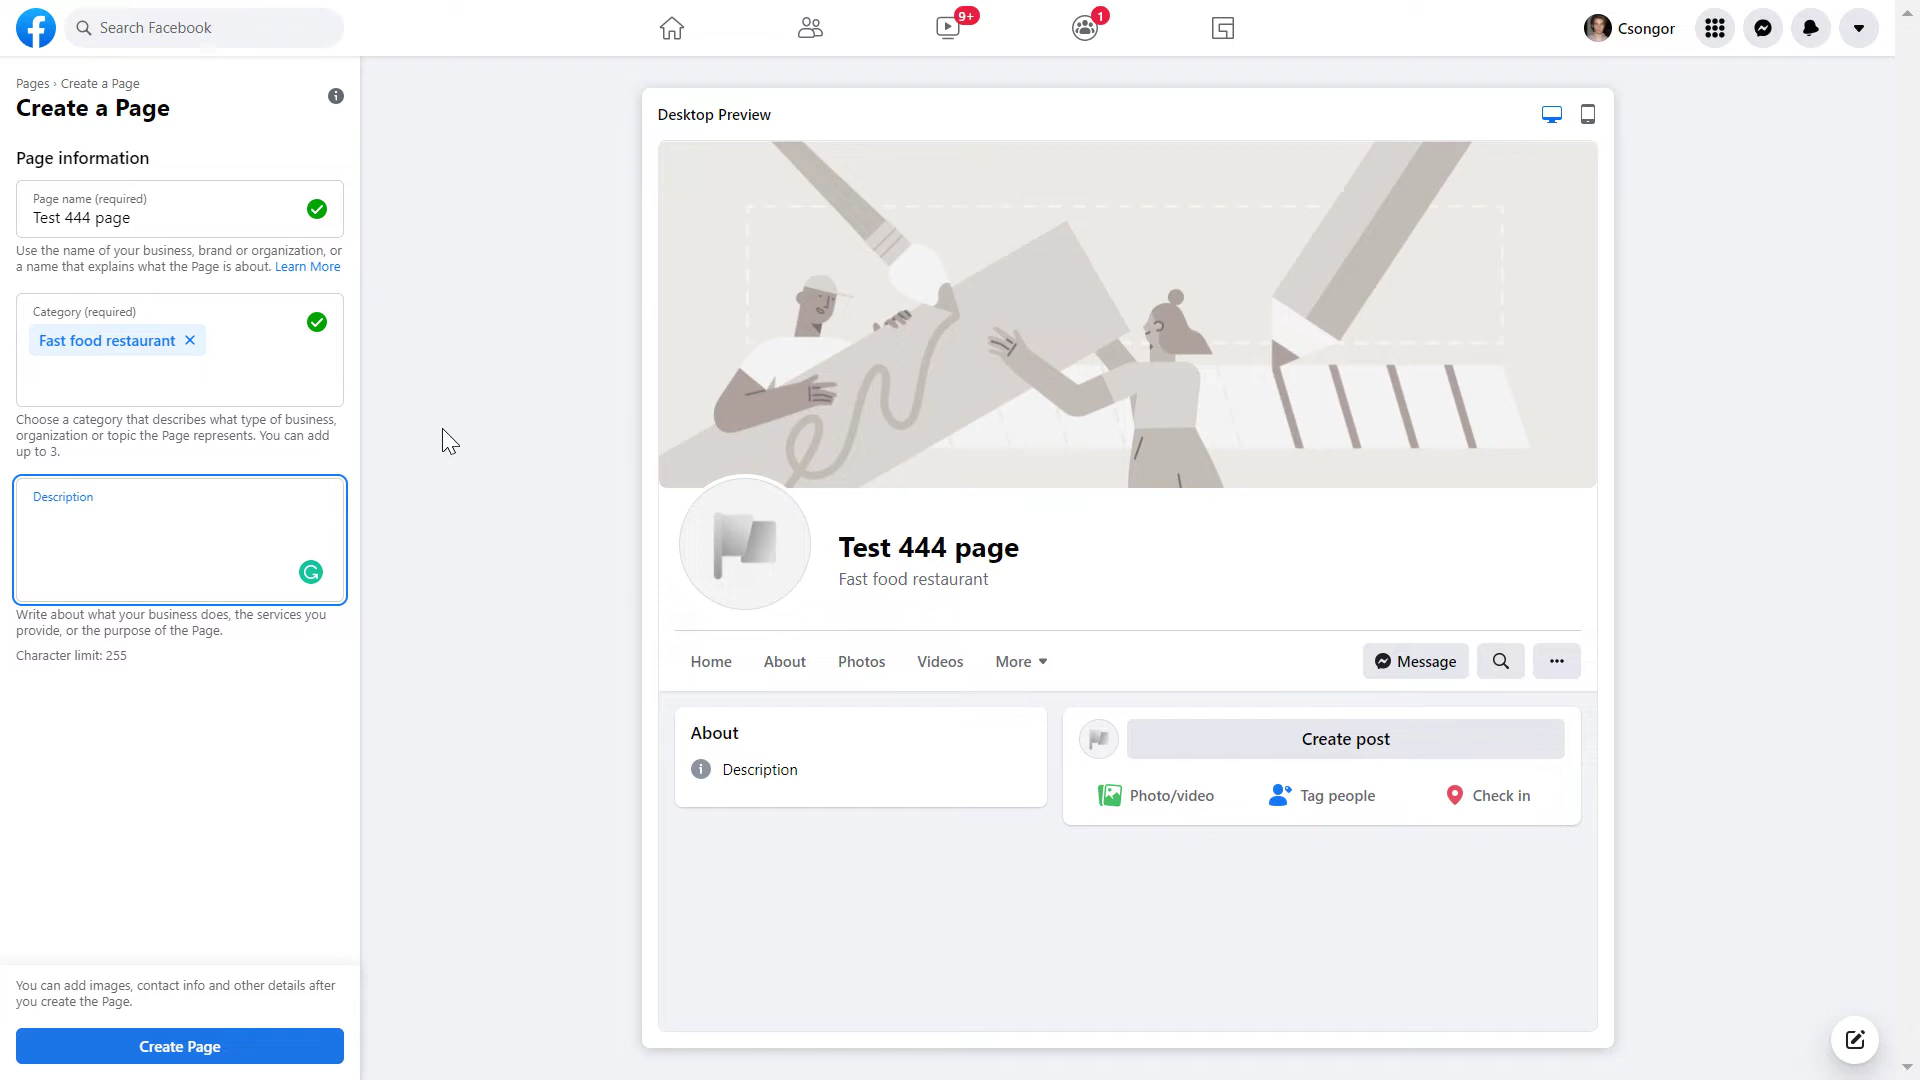 Search Facebook
9+
1
Csongor
Pages › Create a Page
Create a Page
Page information
Page name (required)
Test 444 page
Use the name of your business, brand or organization, or
a name that explains what the Page is about. Learn More
Category (required)
Fast food restaurant
Choose a category that describes what type of business,
organization or topic the Page represents. You can add
up to 3.
Description
Write about what your business does, the services you
provide, or the purpose of the Page.
Character limit: 255
You can add images, contact info and other details after
you create the Page.
Create Page
Desktop Preview
Test 444 page
Fast food restaurant
Home About Photos Videos More Message
About
Description
Create post
Photo/video Tag people Check in